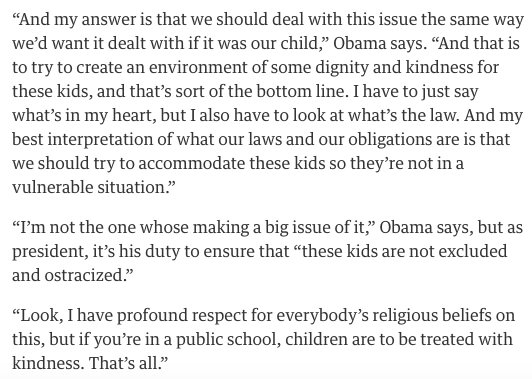 “And my answer is that we should deal with this issue the same way
we’d want it dealt with if it was our child,” Obama says. “And that is
to try to create an environment of some dignity and kindness for
these kids, and that’s sort of the bottom line. I have to just say
what’s in my heart, but I also have to look at what’s the law. And my
best interpretation of what our laws and our obligations are is that
we should try to accommodate these kids so they’re not in a
vulnerable situation.”
“I’m not the one whose making a big issue of it,” Obama says, but as
president, it’s his duty to ensure that “these kids are not excluded
and ostracized.”
“Look, I have profound respect for everybody’s religious beliefs on
this, but if you’re in a public school, children are to be treated with
kindness. That’s all.”